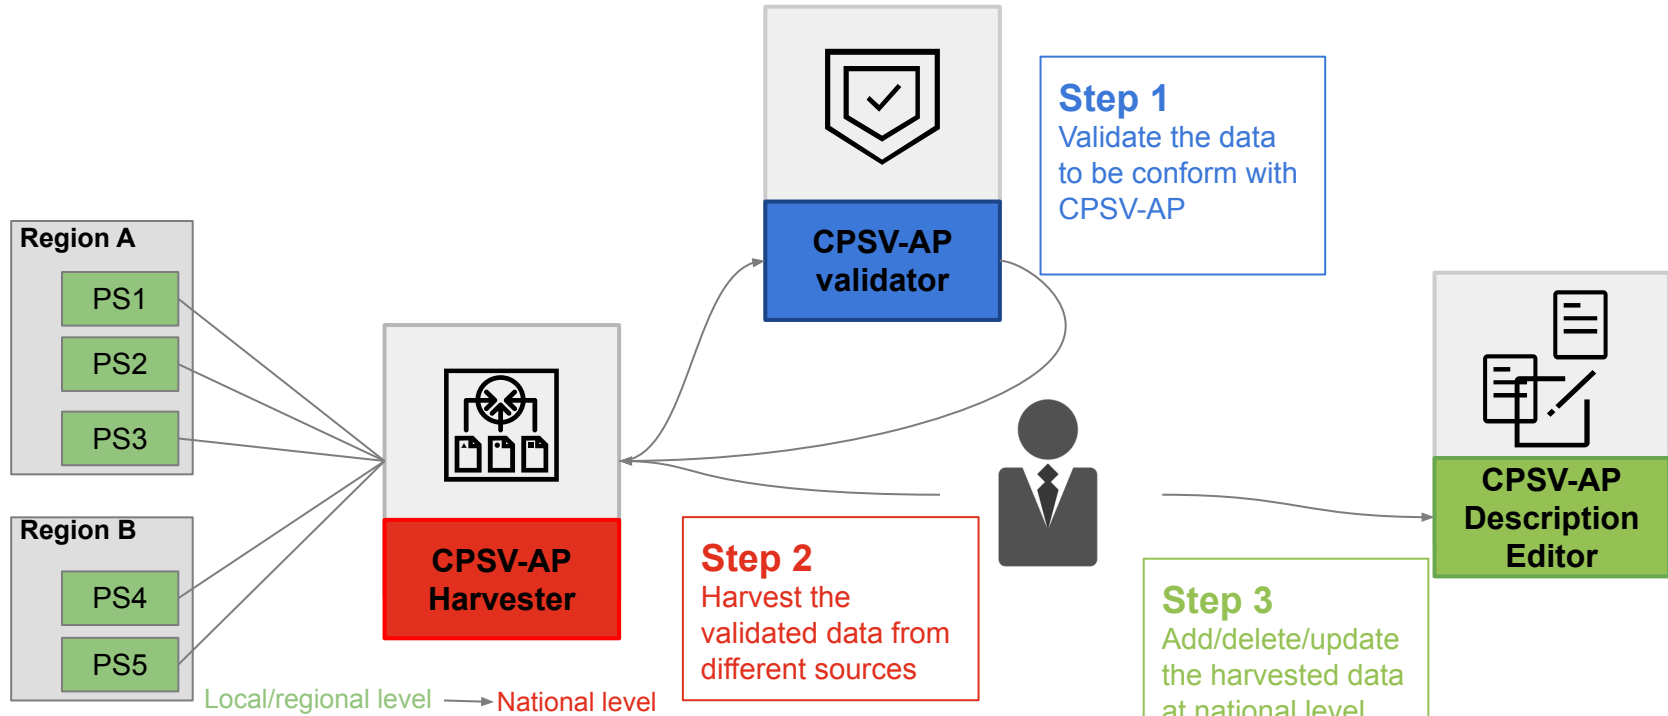 Step 1
Validate the data
to be conform with
CPSV-AP
CPSV-AP
validator
Region A
PS1
PS2
PS3
Region B
PS4
PS5
CPSV-AP
Harvester
Step 2
Harvest the
validated data from
different sources
CPSV-AP
Description
Editor
Step 3
Add/delete/update
the harvested data
at national level
Local/regional level
National level